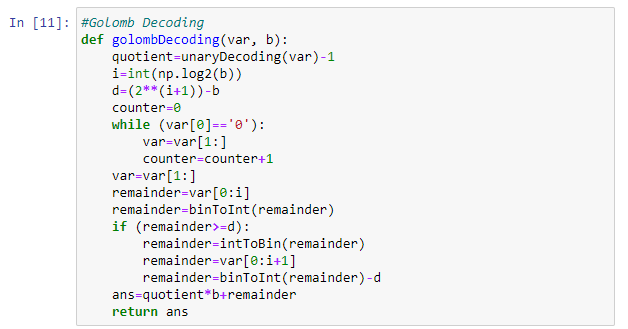 In [11]: #Golomb Decoding
def golombDecoding(var, b):
    quotient=unaryDecoding(var)-1
    i=int(np.log2(b))
    d=(2**(i+1))-b
    counter=0
    while (var[0]=='0'):
        var=var[1:]
        counter=counter+1
    var=var[1:]
    remainder=var[0:i]
    remainder=binToInt(remainder)
    if (remainder>=d):
        remainder=intToBin(remainder)
        remainder=var[0:i+1]
        remainder=binToInt(remainder)-d
    ans=quotient*b+remainder
    return ans